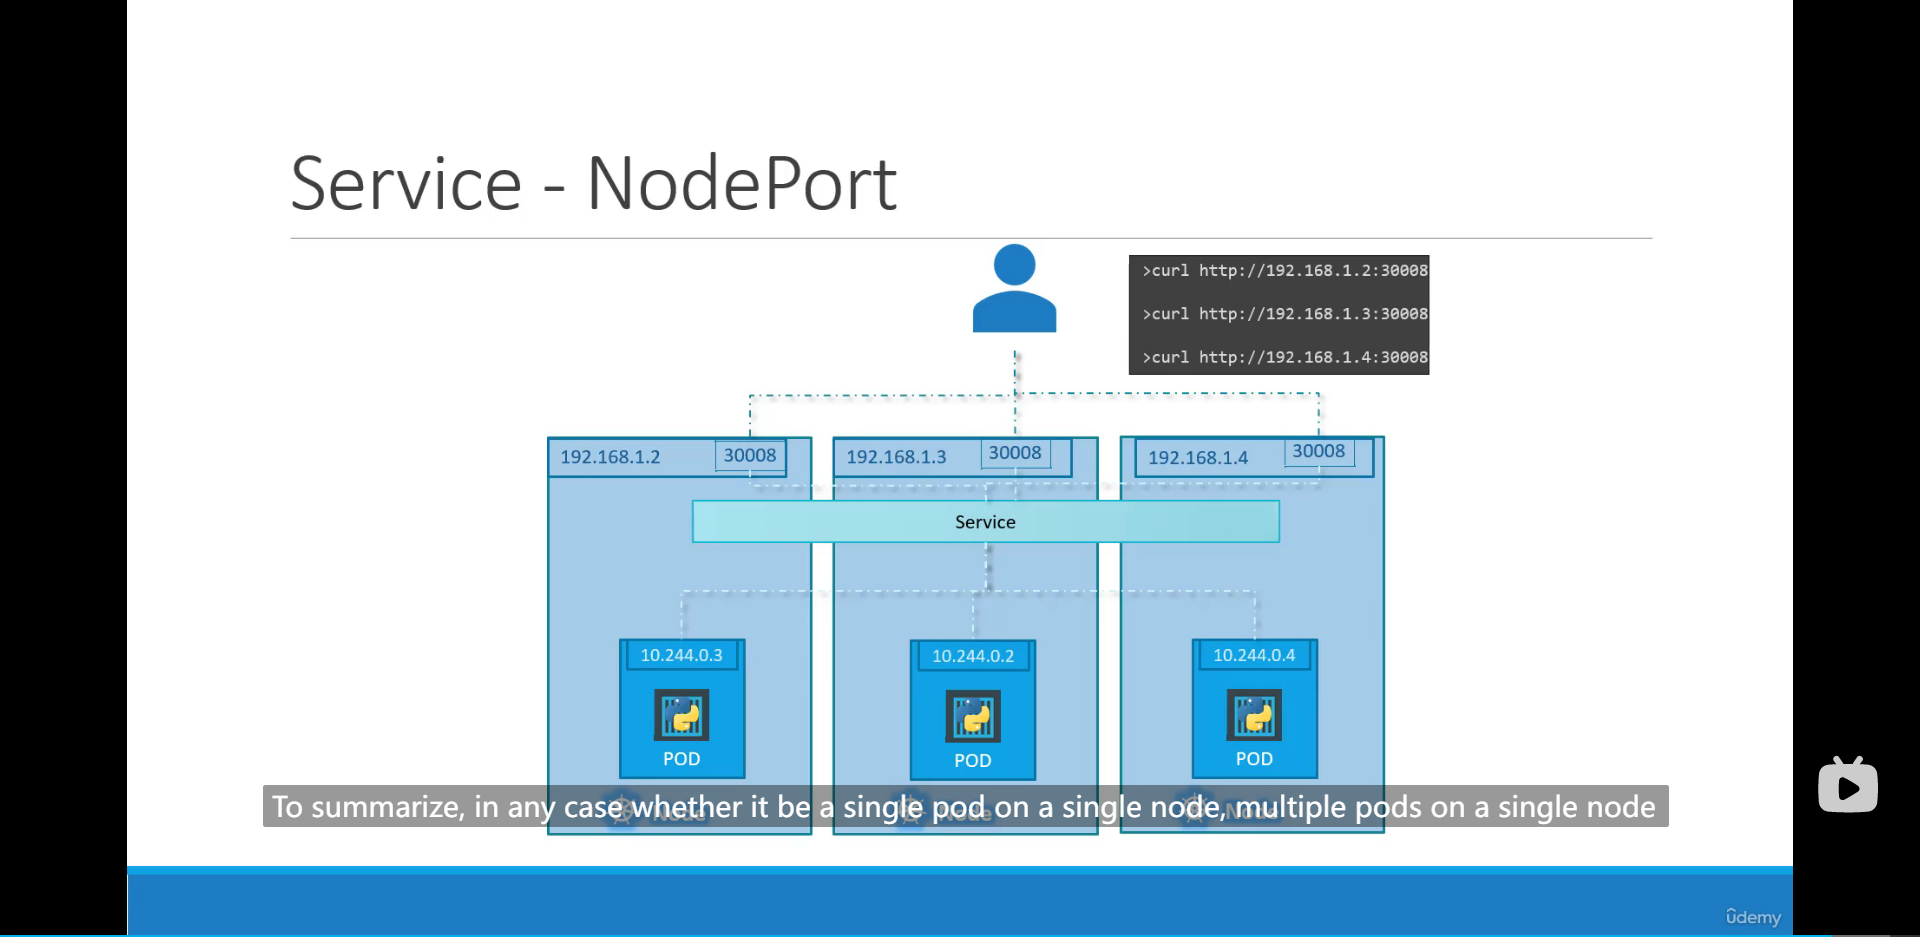 Service - NodePort
>curl http://192.168.1.2:30008
>curl http://192.168.1.3:30008
>curl http://192.168.1.4:30008
192.168.1.2 30008
192.168.1.3 30008
192.168.1.4 30008
Service
10.244.0.3
10.244.0.2
10.244.0.4
POD
POD
POD
Node
Node
Node
To summarize, in any case whether it be a single pod on a single node, multiple pods on a single node
ûdemy